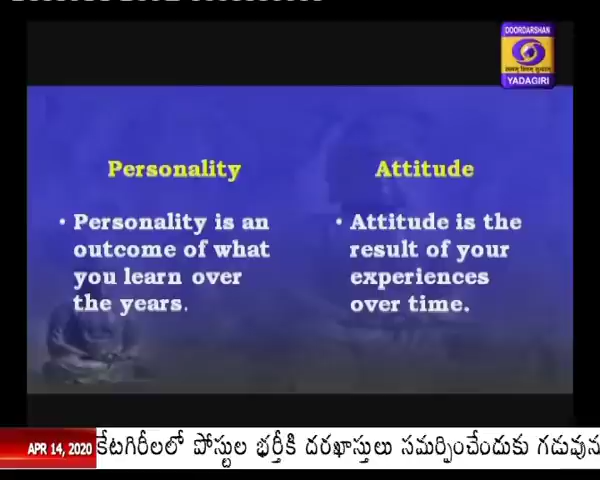 DOORDARSHAN
YADAGIRI
Personality
Attitude
• Personality is an
outcome of what
you learn over
the years.
• Attitude is the
result of your
experiences
over time.
APR 14, 2020
కేటగిరీలలో పోస్టుల భర్తీకి దరఖాస్తులు సమర్పించేందుకు గడువున